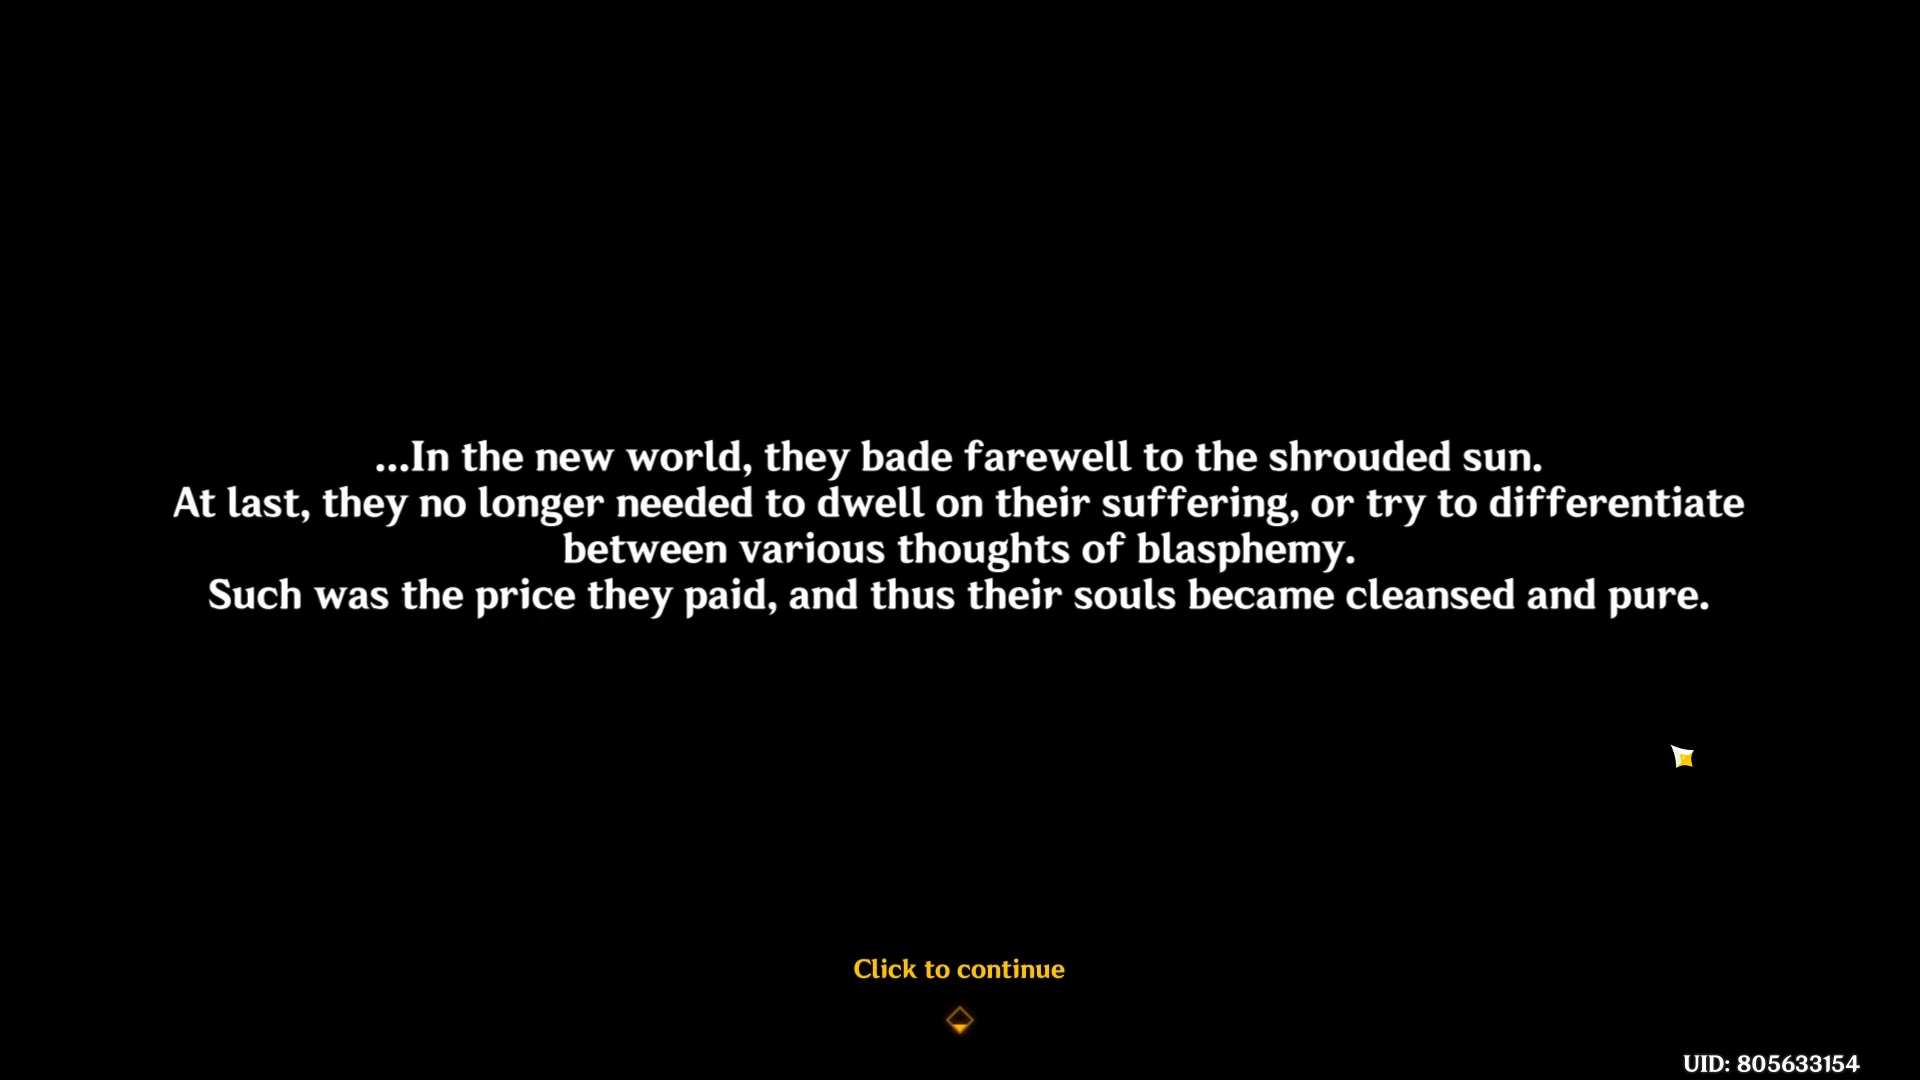 ...In the new world, they bade farewell to the shrouded sun.
At last, they no longer needed to dwell on their suffering, or try to differentiate
between various thoughts of blasphemy.
Such was the price they paid, and thus their souls became cleansed and pure.
Click to continue
UID: 805633154